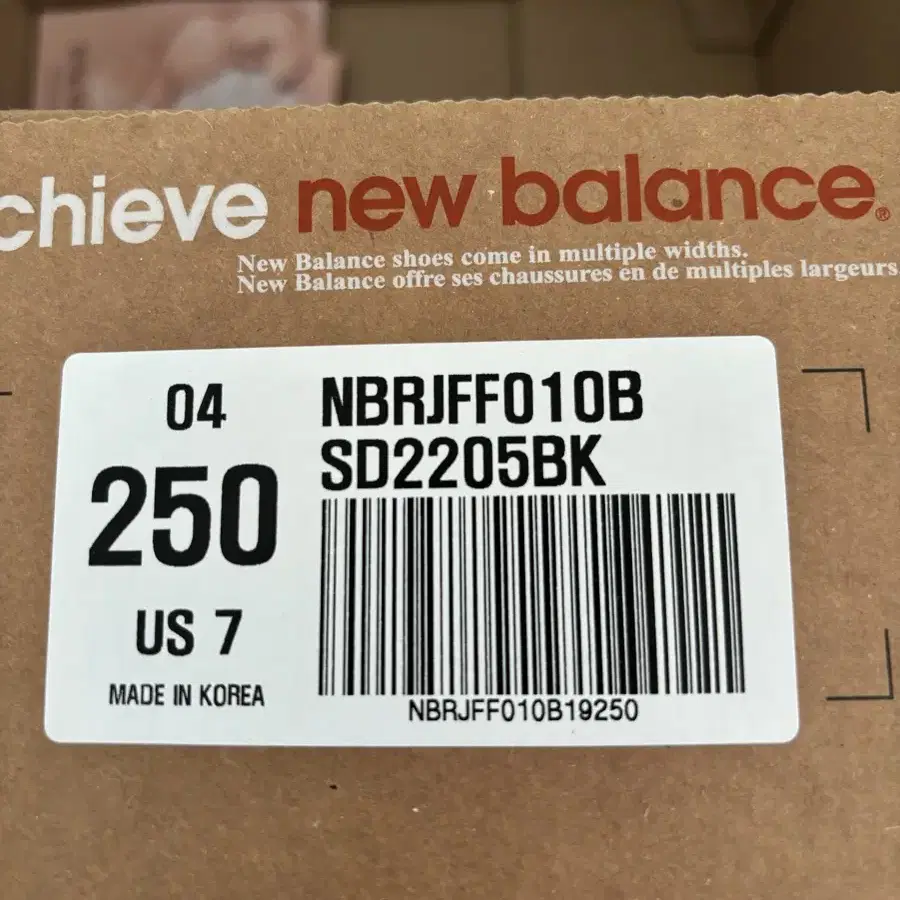 chieve new balance®
New Balance shoes come in multiple widths.
New Balance offre ses chaussures en de multiples largeurs.
04
250
US 7
MADE IN KOREA
NBRJFF010B
SD2205BK
NBRJFF010B19250